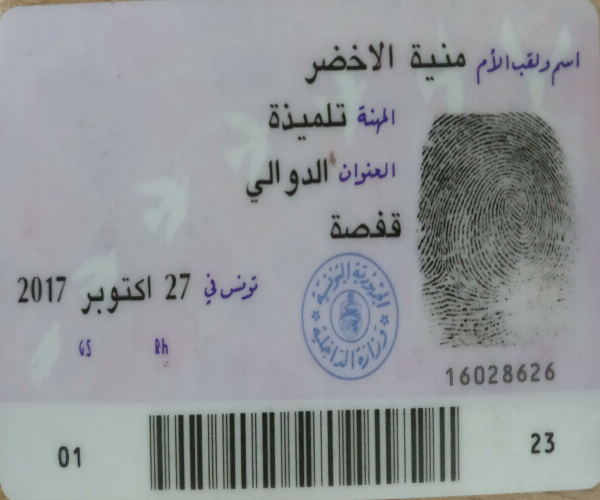 اسم ولقب الأم منية الاخضر
المهنة تلميذة
العنوان الدوالي
قفصة
تونس في 27 اكتوبر 2017
GS Rh
الجمهورية التونسية
وزارة الداخلية
16028626
01 23